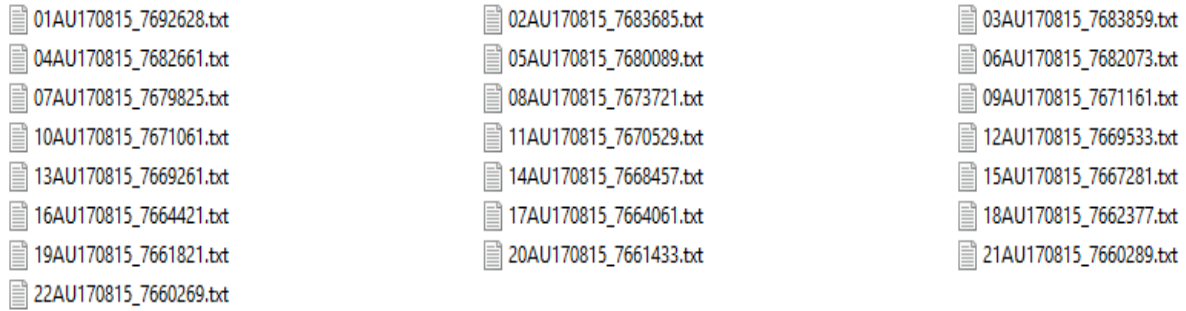 01AU170815_7692628.txt
02AU170815_7683685.txt
03AU170815_7683859.txt
04AU170815_7682661.txt
05AU170815_7680089.txt
06AU170815_7682073.txt
07AU170815_7679825.txt
08AU170815_7673721.txt
09AU170815_7671161.txt
10AU170815_7671061.txt
11AU170815_7670529.txt
12AU170815_7669533.txt
13AU170815_7669261.txt
14AU170815_7668457.txt
15AU170815_7667281.txt
16AU170815_7664421.txt
17AU170815_7664061.txt
18AU170815_7662377.txt
19AU170815_7661821.txt
20AU170815_7661433.txt
21AU170815_7660289.txt
22AU170815_7660269.txt